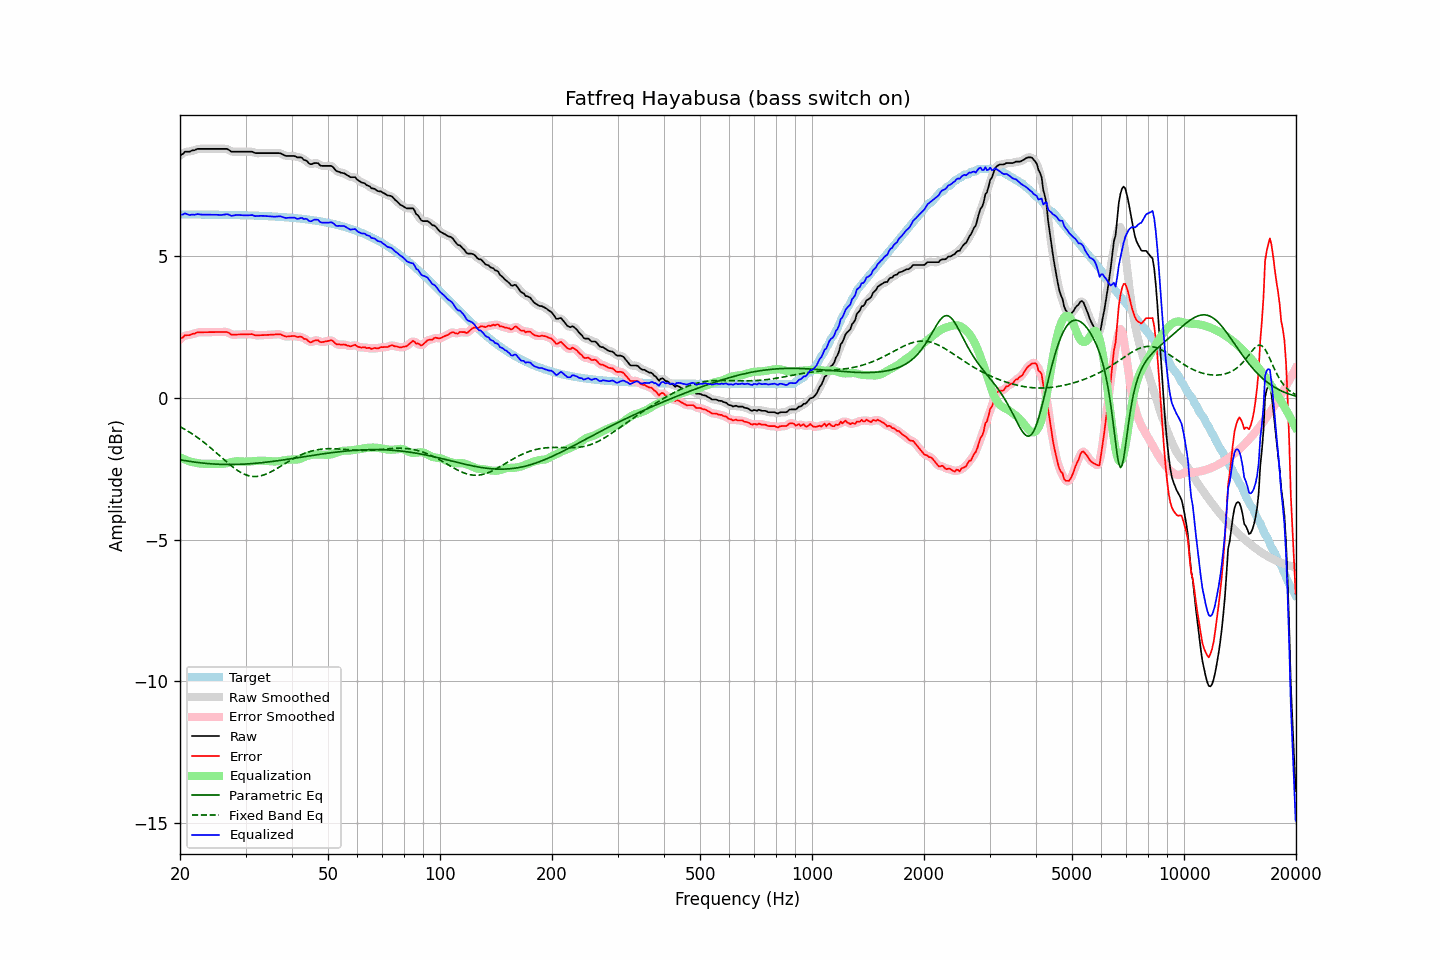 Fatfreq Hayabusa (bass switch on)
Amplitude (dBr)
5
0
−5
−10
−15
Target
Raw Smoothed
Error Smoothed
Raw
Error
Equalization
Parametric Eq
Fixed Band Eq
Equalized
20 50 100 200 500 1000 2000 5000 10000 20000
Frequency (Hz)